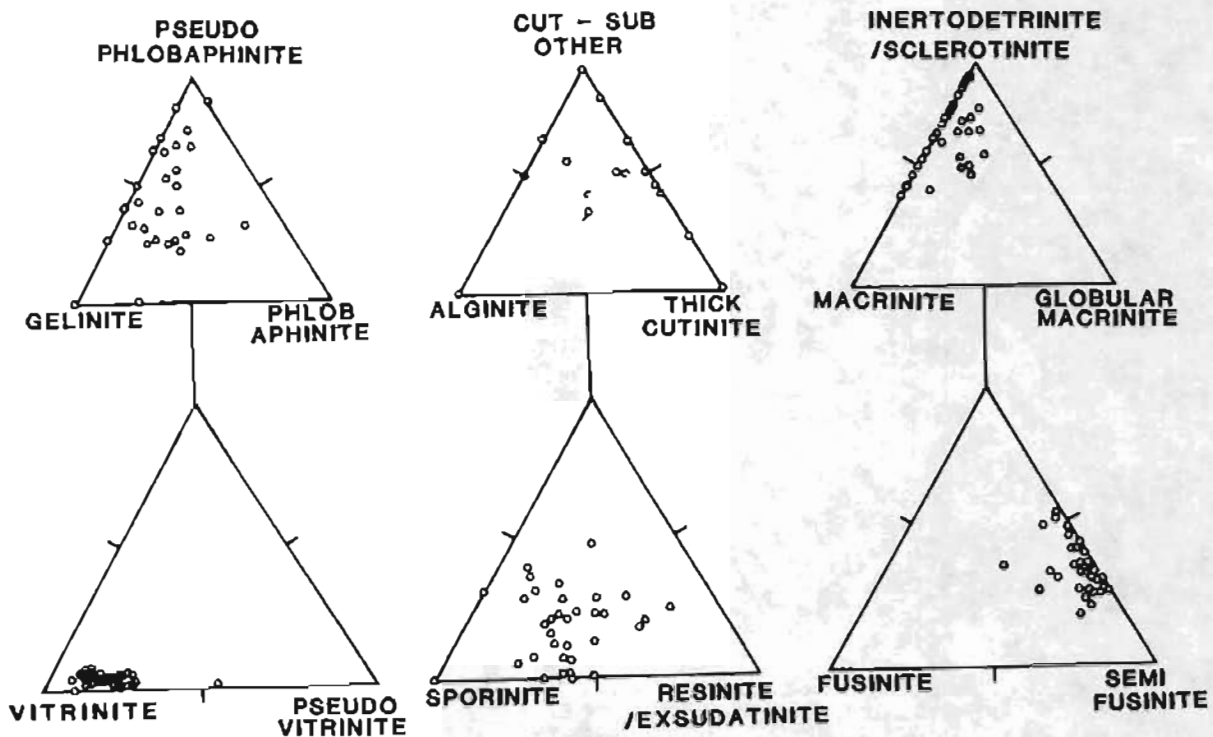 PSEUDO
PHLOBAPHINITE
GELINITE
PHLOB
APHINITE
CUT - SUB
OTHER
ALGINITE
THICK
CUTINITE
INERTODETRINITE
/SCLEROTINITE
MACRINITE
GLOBULAR
MACRINITE
VITRINITE
PSEUDO
VITRINITE
SPORINITE
RESINITE
/EXSUDATINITE
FUSINITE
SEMI
FUSINITE